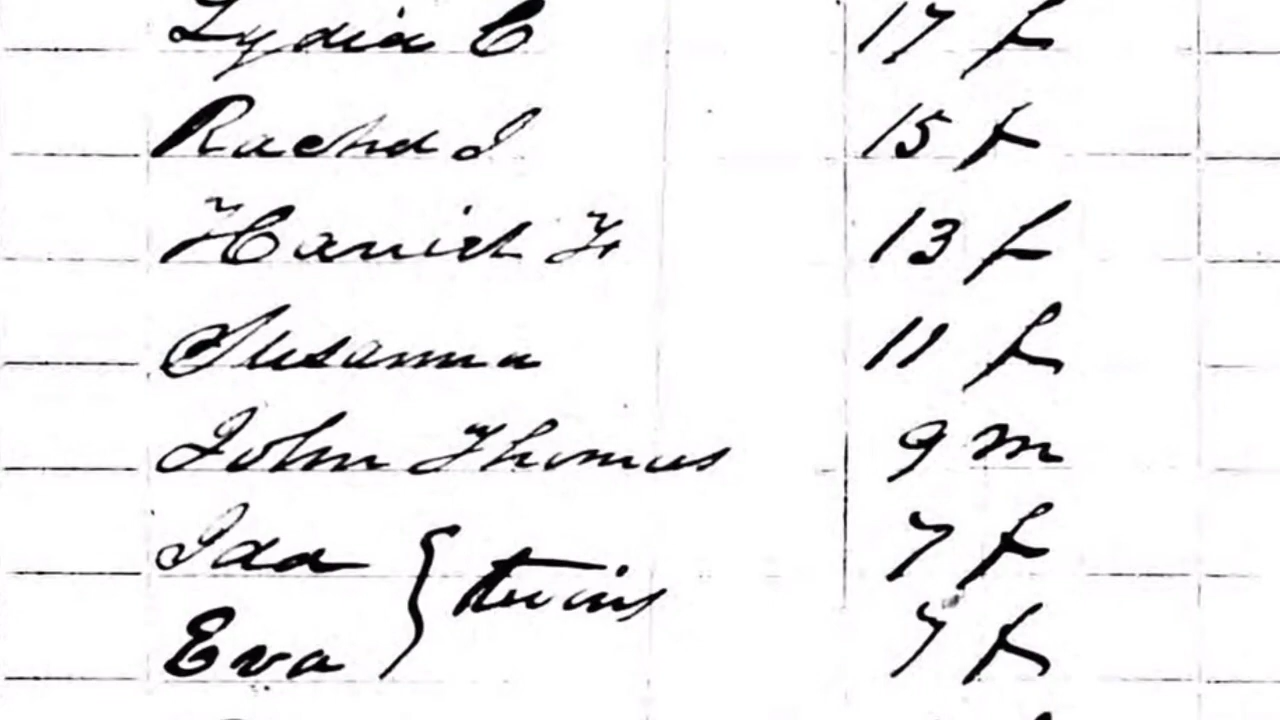 Lydia C 17 f
Rachel I 15 f
Harriet F 13 f
Susanna 11 f
John Thomas 9 m
Ida } twins 7 f
Eva 7 f